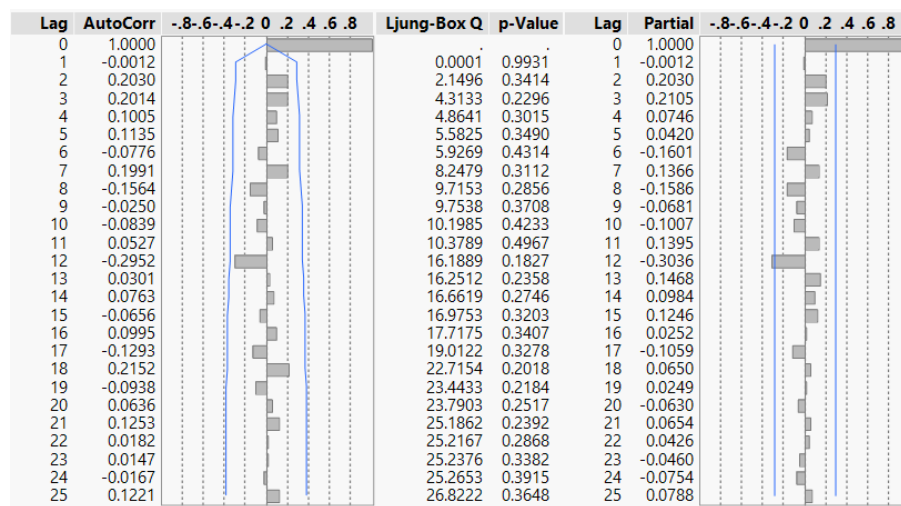 Lag AutoCorr -.8-.6-.4-.2 0 .2 .4 .6 .8 Ljung-Box Q p-Value Lag Partial -.8-.6-.4-.2 0 .2 .4 .6 .8
0 1.0000 . . 0 1.0000
1 -0.0012 0.0001 0.9931 1 -0.0012
2 0.2030 2.1496 0.3414 2 0.2030
3 0.2014 4.3133 0.2296 3 0.2105
4 0.1005 4.8641 0.3015 4 0.0746
5 0.1135 5.5825 0.3490 5 0.0420
6 -0.0776 5.9269 0.4314 6 -0.1601
7 0.1991 8.2479 0.3112 7 0.1366
8 -0.1564 9.7153 0.2856 8 -0.1586
9 -0.0250 9.7538 0.3708 9 -0.0681
10 -0.0839 10.1985 0.4233 10 -0.1007
11 0.0527 10.3789 0.4967 11 0.1395
12 -0.2952 16.1889 0.1827 12 -0.3036
13 0.0301 16.2512 0.2358 13 0.1468
14 0.0763 16.6619 0.2746 14 0.0984
15 -0.0656 16.9753 0.3203 15 0.1246
16 0.0995 17.7175 0.3407 16 0.0252
17 -0.1293 19.0122 0.3278 17 -0.1059
18 0.2152 22.7154 0.2018 18 0.0650
19 -0.0938 23.4433 0.2184 19 0.0249
20 0.0636 23.7903 0.2517 20 -0.0630
21 0.1253 25.1862 0.2392 21 0.0654
22 0.0182 25.2167 0.2868 22 0.0426
23 0.0147 25.2376 0.3382 23 -0.0460
24 -0.0167 25.2653 0.3915 24 -0.0754
25 0.1221 26.8222 0.3648 25 0.0788